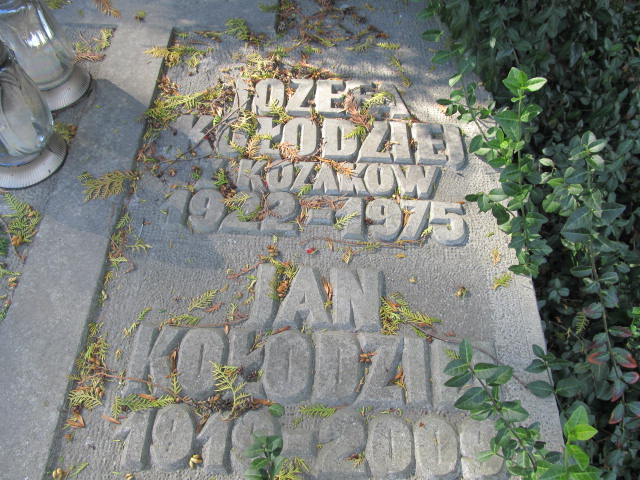 JÓZEFA
KOŁODZIEJ
KOZAKÓW
1922-1975
JAN
KOŁODZIEJ